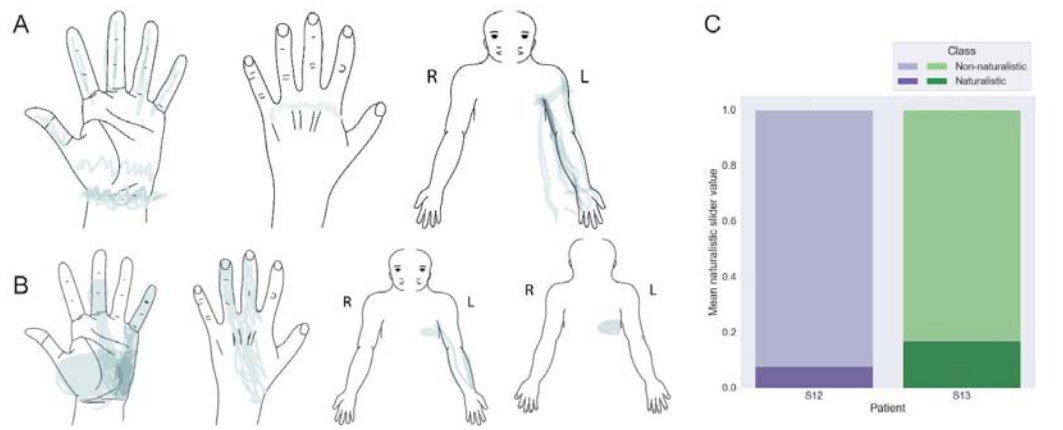 A
R
L
B
R
L
R
L
C
Class
Non-naturalistic
Naturalistic
Mean naturalistic slider value
1.0
0.8
0.6
0.4
0.2
0.0
S12
S13
Patient